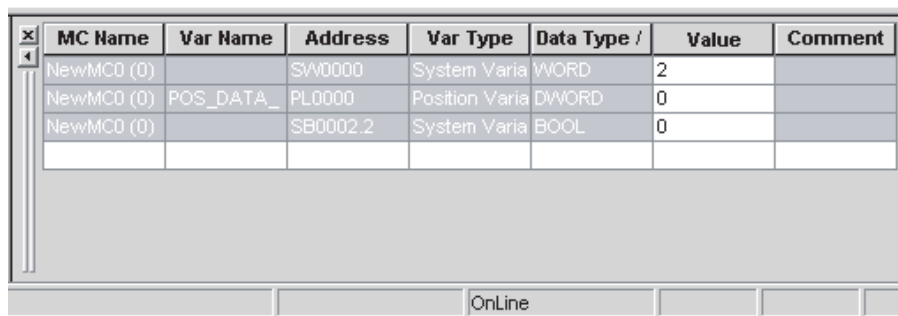 MC Name Var Name Address Var Type Data Type / Value Comment
NewMC0 (0) SW0000 System Varia WORD 2
NewMC0 (0) POS_DATA_ PL0000 Position Varia DWORD 0
NewMC0 (0) SB0002.2 System Varia BOOL 0
OnLine